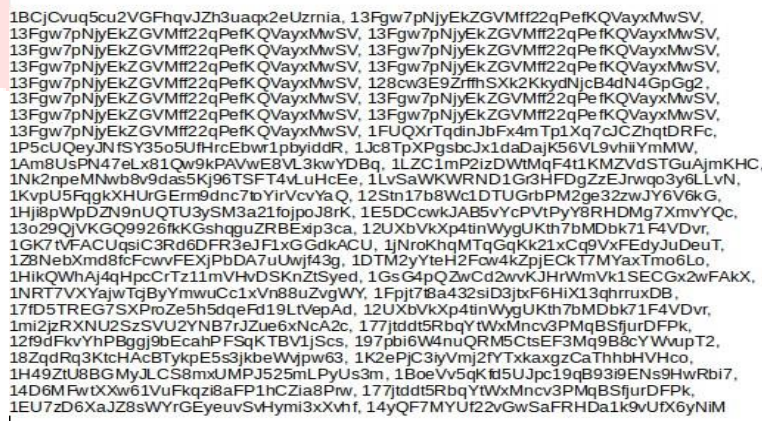 1BCjCvuq5cu2VGFhqvJZh3uaqx2eUzrnia, 13Fgw7pNjyEkZGVMff22qPefKQVayxMwSV,
13Fgw7pNjyEkZGVMff22qPefKQVayxMwSV, 13Fgw7pNjyEkZGVMff22qPefKQVayxMwSV,
13Fgw7pNjyEkZGVMff22qPefKQVayxMwSV, 13Fgw7pNjyEkZGVMff22qPefKQVayxMwSV,
13Fgw7pNjyEkZGVMff22qPefKQVayxMwSV, 13Fgw7pNjyEkZGVMff22qPefKQVayxMwSV,
13Fgw7pNjyEkZGVMff22qPefKQVayxMwSV, 128cw3E9ZrffhSXk2KkydNjcB4dN4GpGg2,
13Fgw7pNjyEkZGVMff22qPefKQVayxMwSV, 13Fgw7pNjyEkZGVMff22qPefKQVayxMwSV,
13Fgw7pNjyEkZGVMff22qPefKQVayxMwSV, 13Fgw7pNjyEkZGVMff22qPefKQVayxMwSV,
13Fgw7pNjyEkZGVMff22qPefKQVayxMwSV, 1FUQXrTqdinJbFx4mTp1Xq7cJCZhqtDRFc,
1P5cUQeyJNfSY35o5UfHrcEbwr1pbyiddR, 1Jc8TpXPgsbcJx1daDajK56VL9vhiiYmMW,
1Am8UsPN47eLx81Qw9kPAVwE8VL3kwYDBq, 1LZC1mP2izDWtMqF4t1KMZVdSTGuAjmKHC,
1Nk2npeMNwb8v9das5Kj96TSFT4vLuHcEe, 1LvSaWKWRND1Gr3HFDgZzEJrwqo3y6LLvN,
1KvpU5FqgkXHUrGErm9dnc7toYirVcvYaQ, 12Stn17b8Wc1DTUGrbPM2ge32zwJY6V6kG,
1Hji8pWpDZN9nUQTU3ySM3a21fojpoJ8rK, 1E5DCcwkJAB5vYcPVtPyY8RHDMg7XmvYQc,
13o29QjVKGQ9926fkKGshqguZRBExip3ca, 12UXbVkXp4tinWygUKth7bMDbk71F4VDvr,
1GK7tVFACUqsiC3Rd6DFR3eJF1xGGdkACU, 1jNroKhqMTqGqKk21xCq9VxFEdyJuDeuT,
1Z8NebXmd8fcFcwvFEXjPbDA7uUwjf43g, 1DTM2yYteH2Fcw4kZpjECkT7MYaxTmo6Lo,
1HikQWhAj4qHpcCrTz11mVHvDSKnZtSyed, 1GsG4pQZwCd2wvKJHrWmVk1SECGx2wFAkX,
1NRT7VXYajwTqjByYmwuCc1xVn88uZvgWY, 1Fpjt7t8a432siD3jtxF6HiX13qhrruxDB,
17fD5TREG7SXProZe5h5dqeFd19LtVepAd, 12UXbVkXp4tinWygUKth7bMDbk71F4VDvr,
1mi2jzRXNU2SzSVU2YNB7rJZue6xNcA2c, 177jtddt5RbqYtWxMncv3PMqBSfjurDFPk,
12f9dFkvYhPBggj9bEcahPFSqKTBV1jScs, 197pbi6W4nuQRM5CtsEF3Mq9B8cYWvupT2,
18ZqdRq3KtcHAcBTykpE5s3jkbeWvjpw63, 1K2ePjC3iyVmj2fYTxkaxgzCaThhbHVHco,
1H49ZtU8BGMyJLCS8mxUMPJ525mLPyUs3m, 1BoeVv5qKfd5UJpc19qB93i9ENs9HwRbi7,
14D6MFwtXXw61VuFkqzi8aFP1hCZia8Prw, 177jtddt5RbqYtWxMncv3PMqBSfjurDFPk,
1EU7zD6XaJZ8sWYrGEyeuvSvHymi3xXvhf, 14yQF7MYUf22vGwSaFRHDa1k9vUfX6yNiM